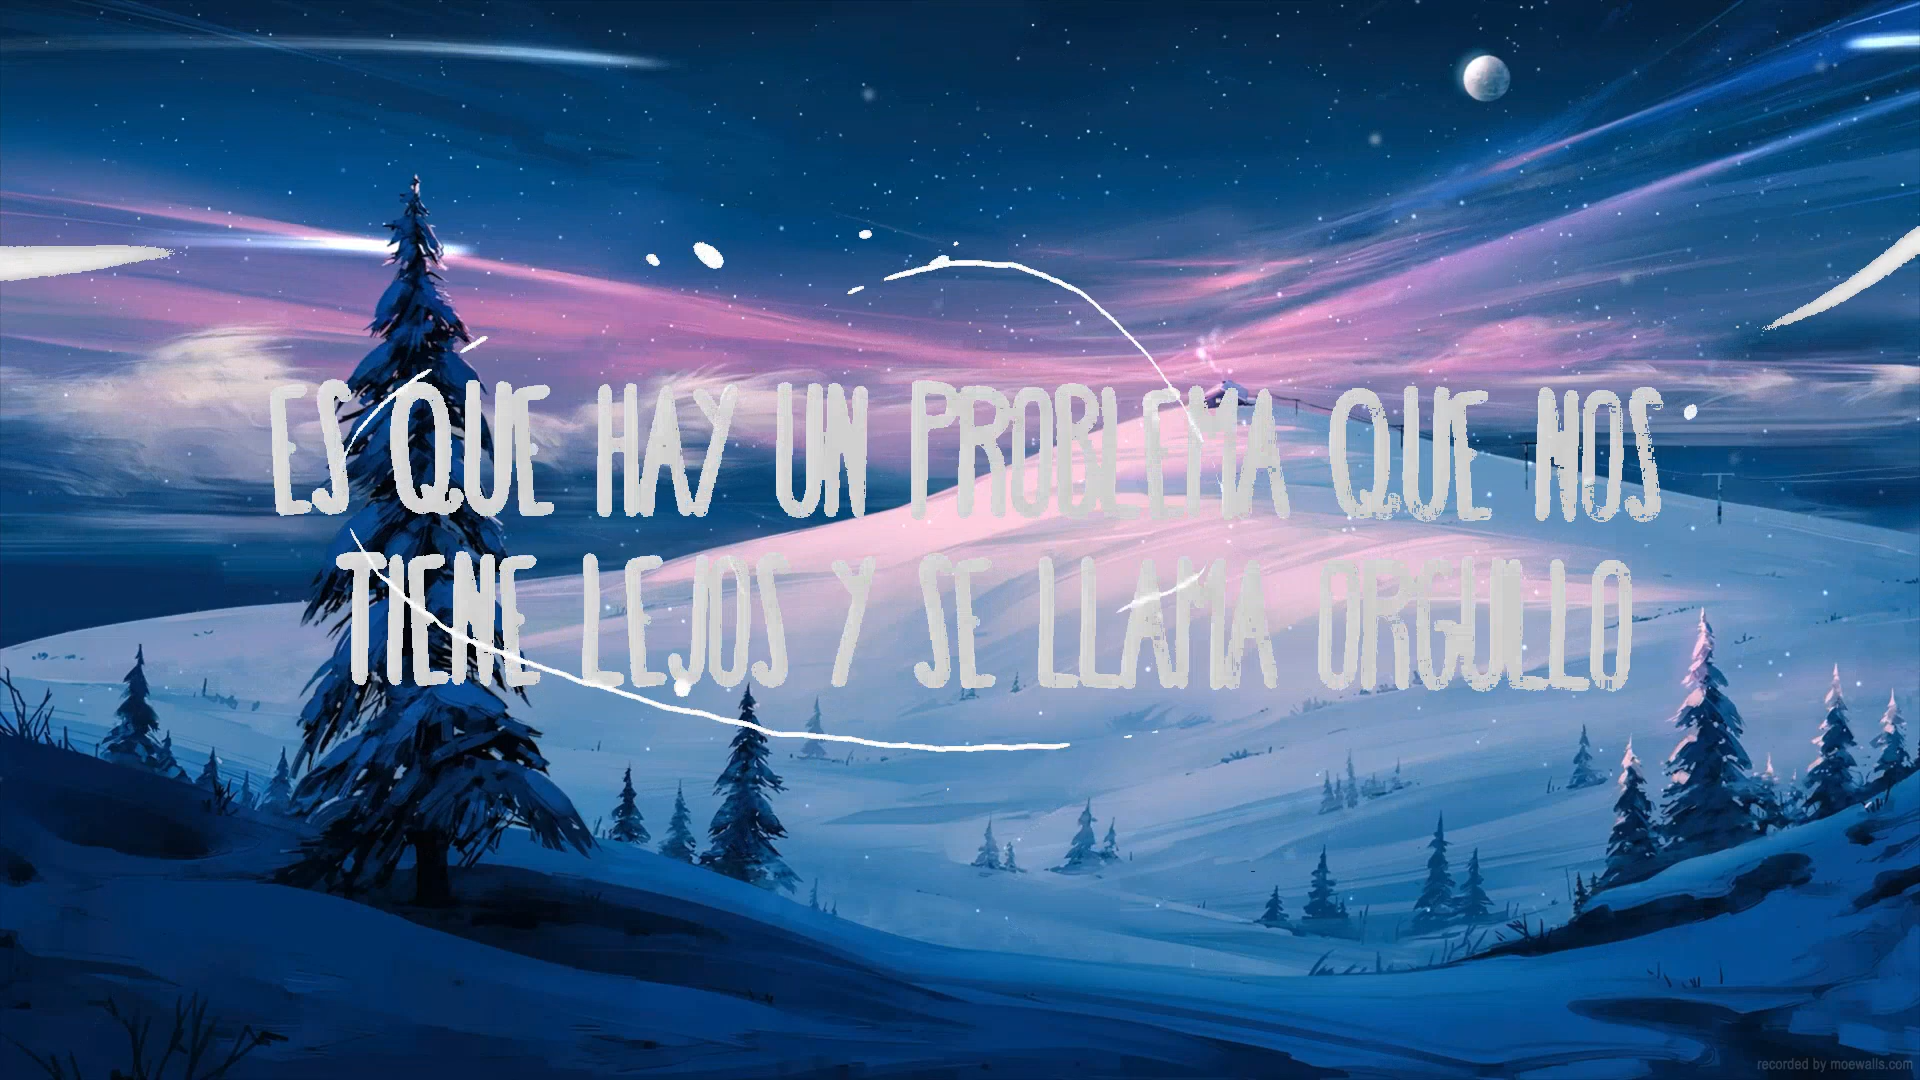 ES QUE HAY UN PROBLEMA QUE NOS
TIENE LEJOS Y SE LLAMA ORGULLO
recorded by moewalls.com